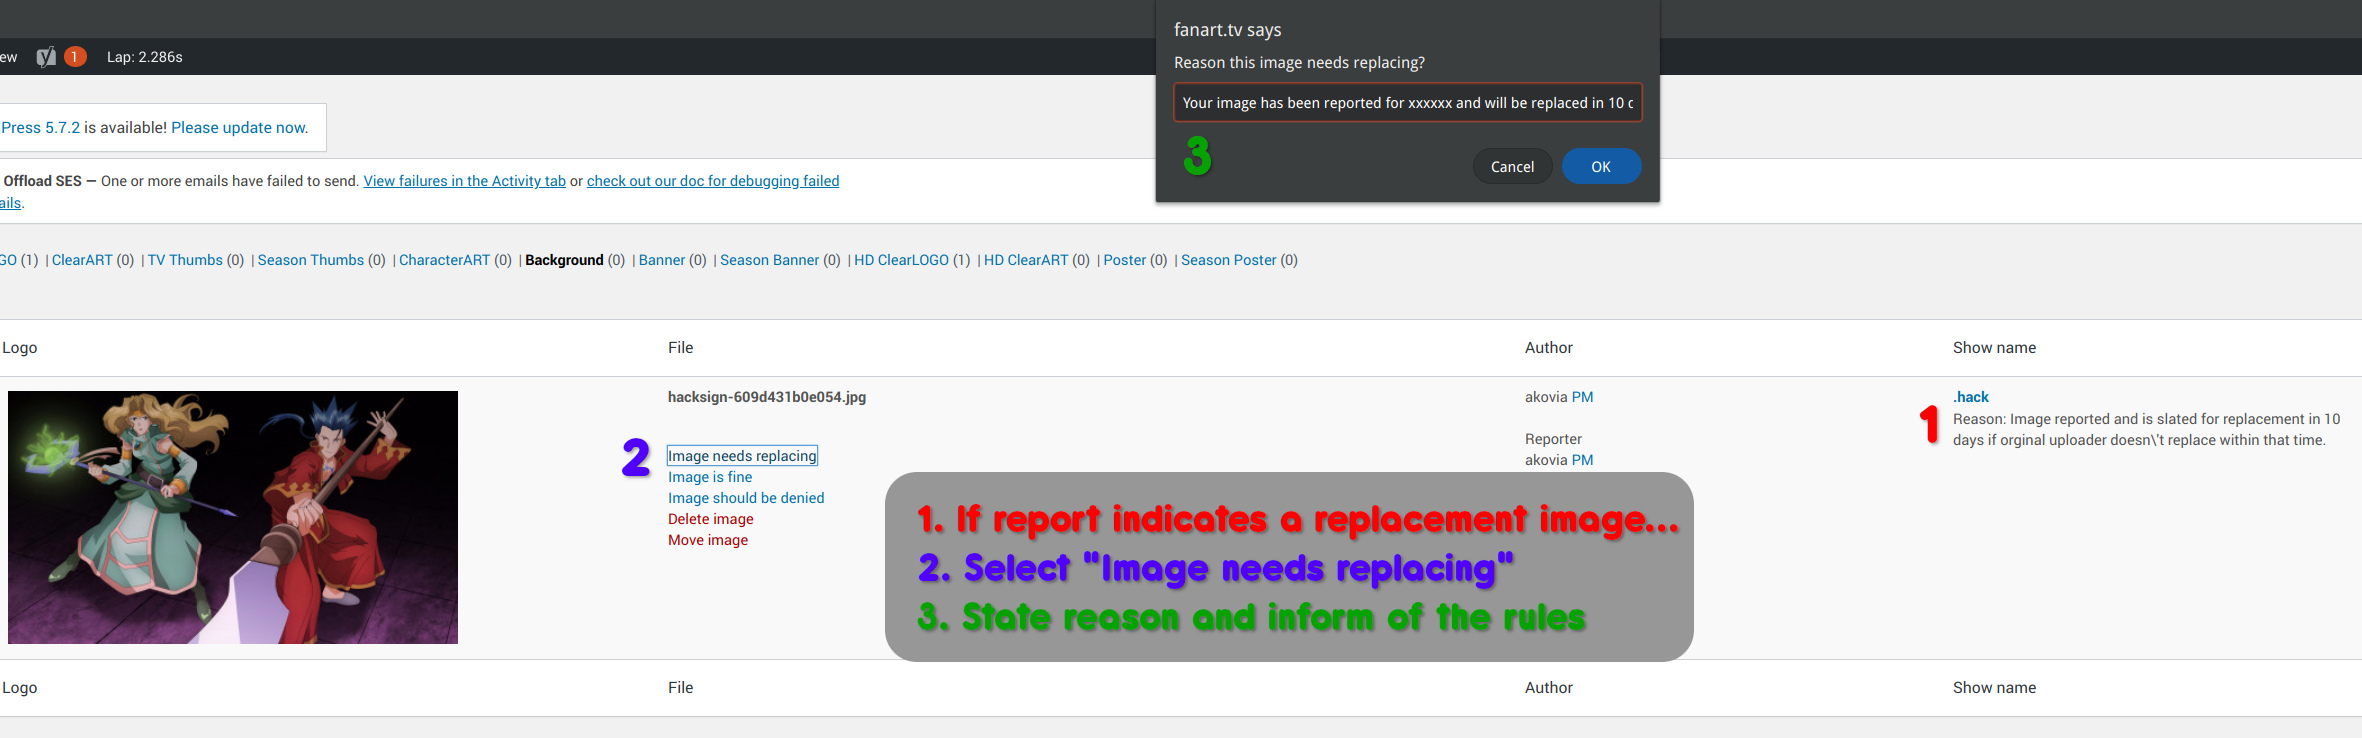 fanart.tv says
Reason this image needs replacing?
Your image has been reported for xxxxxx and will be replaced in 10 d
3
Cancel OK
ew 1 Lap: 2.286s
Press 5.7.2 is available! Please update now.
Offload SES — One or more emails have failed to send. View failures in the Activity tab or check out our doc for debugging failed
ails.
GO (1) | ClearART (0) | TV Thumbs (0) | Season Thumbs (0) | CharacterART (0) | Background (0) | Banner (0) | Season Banner (0) | HD ClearLOGO (1) | HD ClearART (0) | Poster (0) | Season Poster (0)
Logo File Author Show name
hacksign-609d431b0e054.jpg
akovia PM
.hack
1
Reason: Image reported and is slated for replacement in 10
days if orginal uploader doesn\'t replace within that time.
Reporter
akovia PM
2
Image needs replacing
Image is fine
Image should be denied
Delete image
Move image
1. If report indicates a replacement image...
2. Select "Image needs replacing"
3. State reason and inform of the rules
Logo File Author Show name